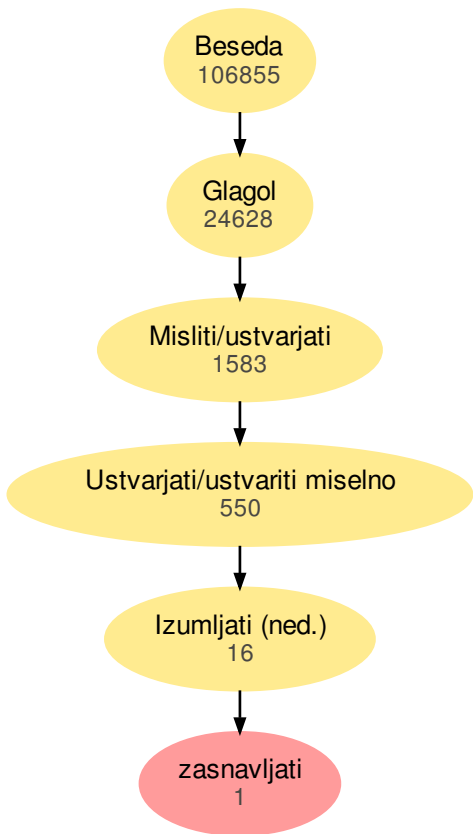 Beseda
106855
Glagol
24628
Misliti/ustvarjati
1583
Ustvarjati/ustvariti miselno
550
Izumljati (ned.)
16
zasnavljati
1